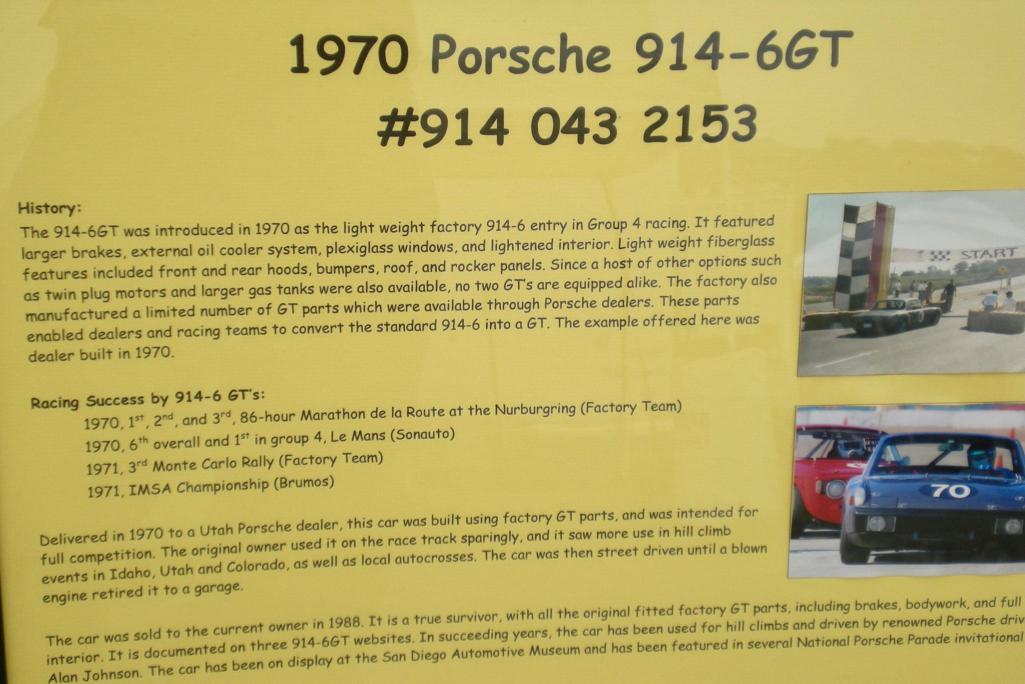 1970 Porsche 914-6GT
#914 043 2153
History:
The 914-6GT was introduced in 1970 as the light weight factory 914-6 entry in Group 4 racing. It featured
larger brakes, external oil cooler system, plexiglass windows, and lightened interior. Light weight fiberglass
features included front and rear hoods, bumpers, roof, and rocker panels. Since a host of other options such
as twin plug motors and larger gas tanks were also available, no two GT's are equipped alike. The factory also
manufactured a limited number of GT parts which were available through Porsche dealers. These parts
enabled dealers and racing teams to convert the standard 914-6 into a GT. The example offered here was
dealer built in 1970.
START
Racing Success by 914-6 GT's:
1970, 1st, 2nd, and 3rd, 86-hour Marathon de la Route at the Nurburgring (Factory Team)
1970, 6th overall and 1st in group 4, Le Mans (Sonauto)
1971, 3rd Monte Carlo Rally (Factory Team)
1971, IMSA Championship (Brumos)
70
Delivered in 1970 to a Utah Porsche dealer, this car was built using factory GT parts, and was intended for
full competition. The original owner used it on the race track sparingly, and it saw more use in hill climb
events in Idaho, Utah and Colorado, as well as local autocrosses. The car was then street driven until a blown
engine retired it to a garage.
The car was sold to the current owner in 1988. It is a true survivor, with all the original fitted factory GT parts, including brakes, bodywork, and full
interior. It is documented on three 914-6GT websites. In succeeding years, the car has been used for hill climbs and driven by renowned Porsche driv
Alan Johnson. The car has been on display at the San Diego Automotive Museum and has been featured in several National Porsche Parade invitational